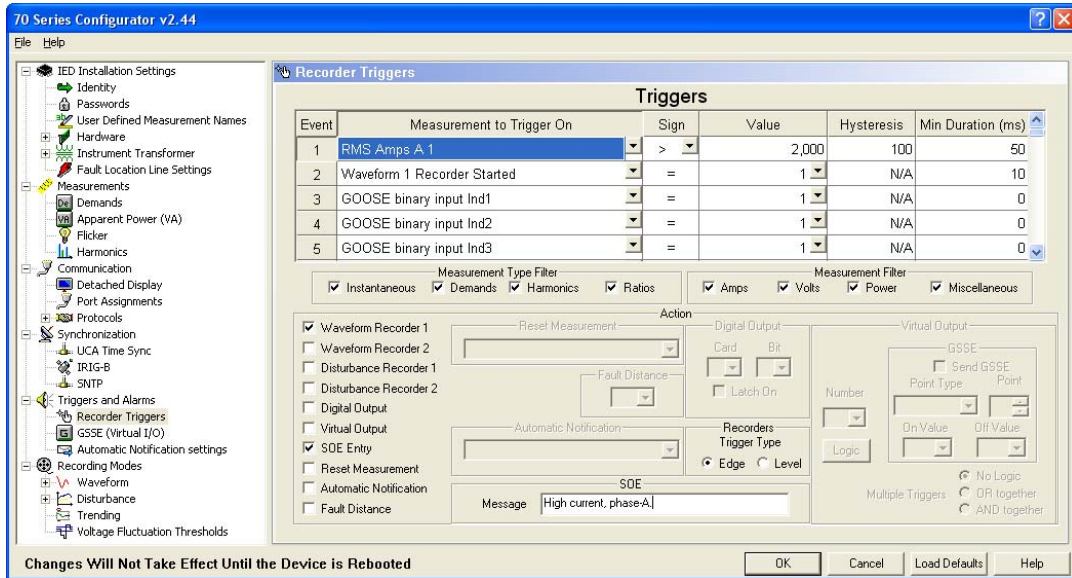 70 Series Configurator v2.44
File Help
IED Installation Settings
Identity
Passwords
User Defined Measurement Names
Hardware
Instrument Transformer
Fault Location Line Settings
Measurements
Demands
Apparent Power (VA)
Flicker
Harmonics
Communication
Detached Display
Port Assignments
Protocols
Synchronization
UCA Time Sync
IRIG-B
SNTP
Triggers and Alarms
Recorder Triggers
GSSE (Virtual I/O)
Automatic Notification settings
Recording Modes
Waveform
Disturbance
Trending
Voltage Fluctuation Thresholds
Recorder Triggers
Triggers
Event Measurement to Trigger On Sign Value Hysteresis Min Duration (ms)
1 RMS Amps A 1 > 2,000 100 50
2 Waveform 1 Recorder Started = 1 N/A 10
3 GOOSE binary input Ind1 = 1 N/A 0
4 GOOSE binary input Ind2 = 1 N/A 0
5 GOOSE binary input Ind3 = 1 N/A 0
Measurement Type Filter
Instantaneous Demands Harmonics Ratios
Measurement Filter
Amps Volts Power Miscellaneous
Action
Waveform Recorder 1
Waveform Recorder 2
Disturbance Recorder 1
Disturbance Recorder 2
Digital Output
Virtual Output
SOE Entry
Reset Measurement
Automatic Notification
Fault Distance
Reset Measurement
Fault Distance
Automatic Notification
Digital Output
Card Bit
Latch On
Recorders
Trigger Type
Edge Level
SOE
Message High current, phase-A.
Virtual Output
GSSE
Send GSSE
Point Type Point
Number
On Value Off Value
Logic
Multiple Triggers
No Logic
OR together
AND together
Changes Will Not Take Effect Until the Device is Rebooted
OK Cancel Load Defaults Help